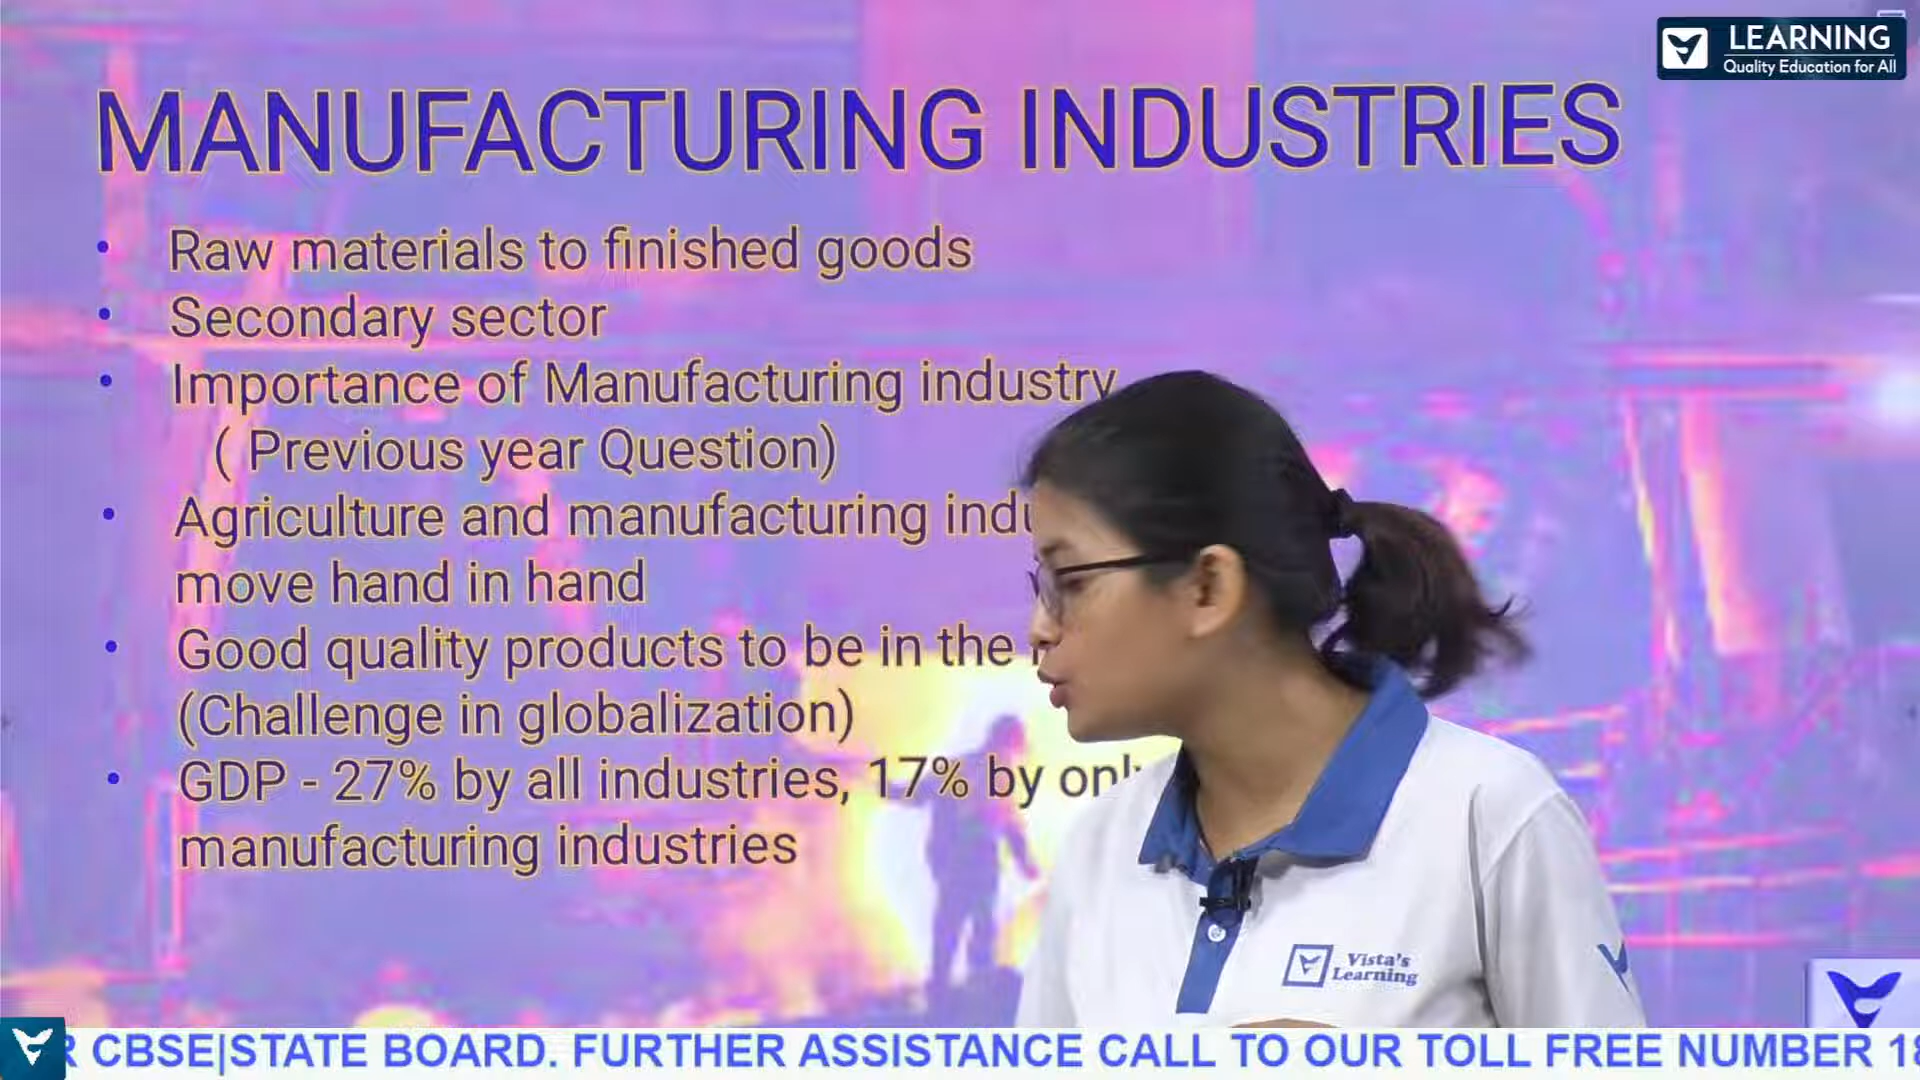 LEARNING
Quality Education for All
MANUFACTURING INDUSTRIES
• Raw materials to finished goods
• Secondary sector
• Importance of Manufacturing industry
( Previous year Question)
• Agriculture and manufacturing
move hand in hand
• Good quality products to be in the
(Challenge in globalization)
• GDP - 27% by all industries, 17% by
manufacturing industries
Vista's
Learning
CBSE|STATE BOARD. FURTHER ASSISTANCE CALL TO OUR TOLL FREE NUMBER